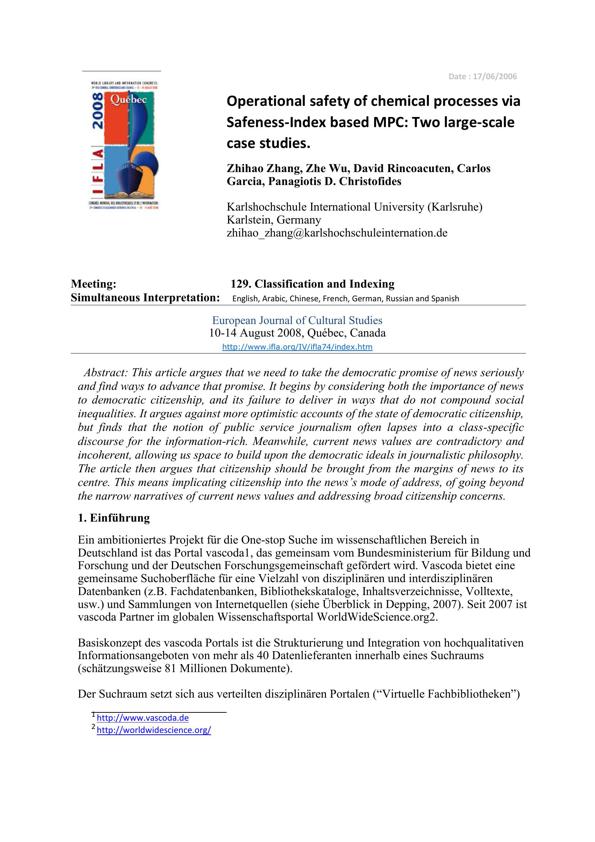 Date : 17/06/2006
WORLD LIBRARY AND INFORMATION CONGRESS:
Québec
IFLA 2008
Operational safety of chemical processes via
Safeness-Index based MPC: Two large-scale
case studies.
Zhihao Zhang, Zhe Wu, David Rincoacuten, Carlos
Garcia, Panagiotis D. Christofides
Karlshochschule International University (Karlsruhe)
Karlstein, Germany
zhihao_zhang@karlshochschuleinternation.de
Meeting: 129. Classification and Indexing
Simultaneous Interpretation: English, Arabic, Chinese, French, German, Russian and Spanish
European Journal of Cultural Studies
10-14 August 2008, Québec, Canada
http://www.ifla.org/IV/ifla74/index.htm
Abstract: This article argues that we need to take the democratic promise of news seriously
and find ways to advance that promise. It begins by considering both the importance of news
to democratic citizenship, and its failure to deliver in ways that do not compound social
inequalities. It argues against more optimistic accounts of the state of democratic citizenship,
but finds that the notion of public service journalism often lapses into a class-specific
discourse for the information-rich. Meanwhile, current news values are contradictory and
incoherent, allowing us space to build upon the democratic ideals in journalistic philosophy.
The article then argues that citizenship should be brought from the margins of news to its
centre. This means implicating citizenship into the news’s mode of address, of going beyond
the narrow narratives of current news values and addressing broad citizenship concerns.
1. Einführung
Ein ambitioniertes Projekt für die One-stop Suche im wissenschaftlichen Bereich in
Deutschland ist das Portal vascoda1, das gemeinsam vom Bundesministerium für Bildung und
Forschung und der Deutschen Forschungsgemeinschaft gefördert wird. Vascoda bietet eine
gemeinsame Suchoberfläche für eine Vielzahl von disziplinären und interdisziplinären
Datenbanken (z.B. Fachdatenbanken, Bibliothekskataloge, Inhaltsverzeichnisse, Volltexte,
usw.) und Sammlungen von Internetquellen (siehe Überblick in Depping, 2007). Seit 2007 ist
vascoda Partner im globalen Wissenschaftsportal WorldWideScience.org2.
Basiskonzept des vascoda Portals ist die Strukturierung und Integration von hochqualitativen
Informationsangeboten von mehr als 40 Datenlieferanten innerhalb eines Suchraums
(schätzungsweise 81 Millionen Dokumente).
Der Suchraum setzt sich aus verteilten disziplinären Portalen (“Virtuelle Fachbibliotheken”)
1 http://www.vascoda.de
2 http://worldwidescience.org/